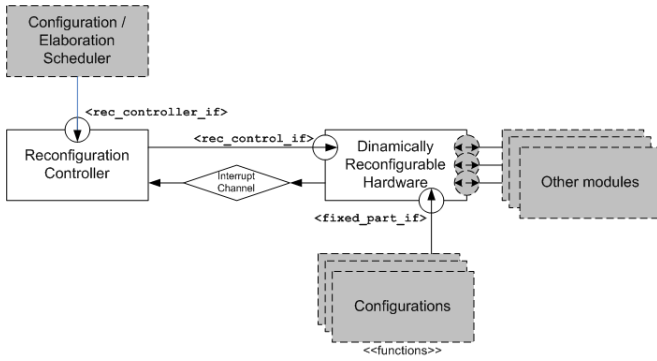 Configuration /
Elaboration
Scheduler
<rec_controller_if>
Reconfiguration
Controller
<rec_control_if>
Interrupt
Channel
Dinamically
Reconfigurable
Hardware
Other modules
<fixed_part_if>
Configurations
<<functions>>